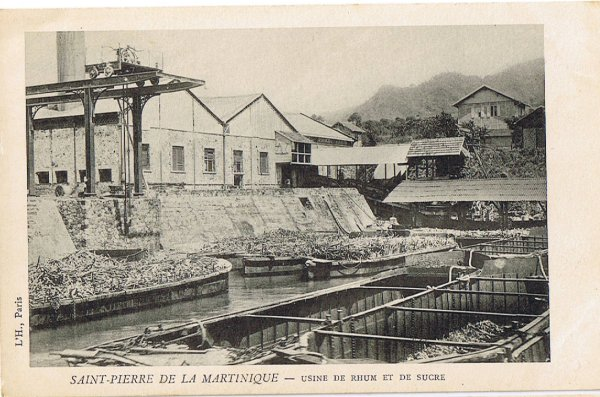 L'H., Paris
SAINT-PIERRE DE LA MARTINIQUE — USINE DE RHUM ET DE SUCRE